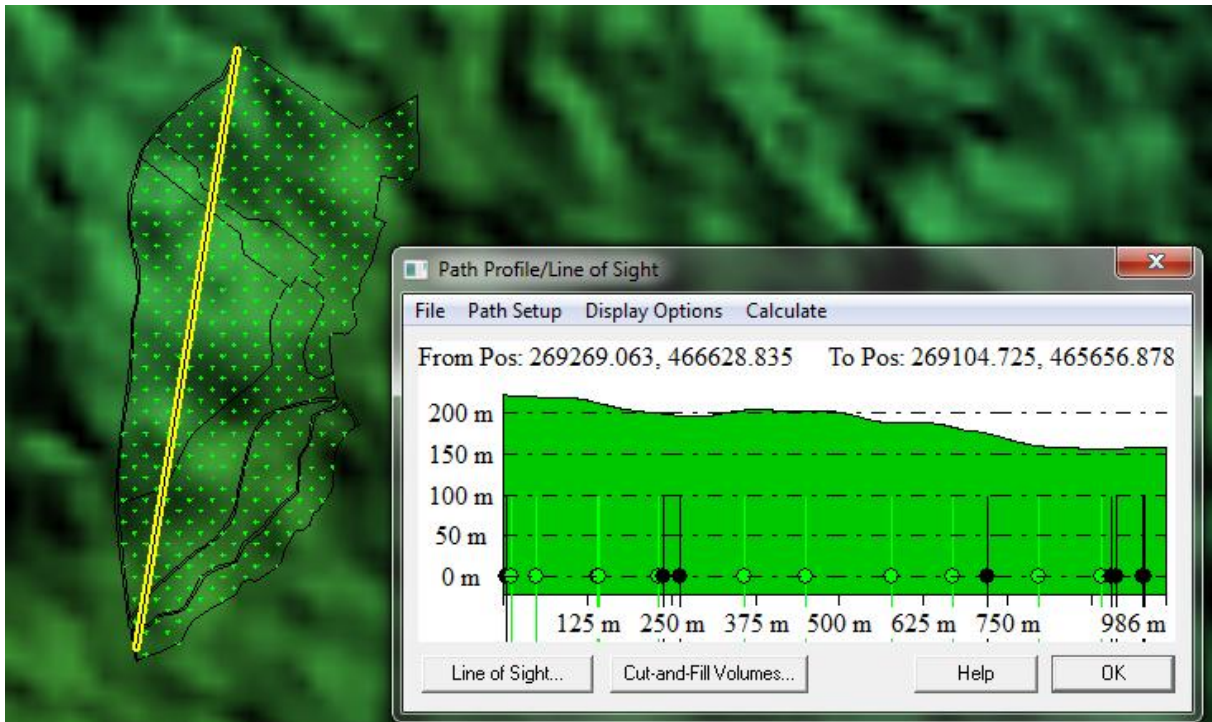 Path Profile/Line of Sight
File Path Setup Display Options Calculate
From Pos: 269269.063, 466628.835 To Pos: 269104.725, 465656.878
200 m
150 m
100 m
50 m
0 m
125 m 250 m 375 m 500 m 625 m 750 m 986 m
Line of Sight... Cut-and-Fill Volumes... Help OK